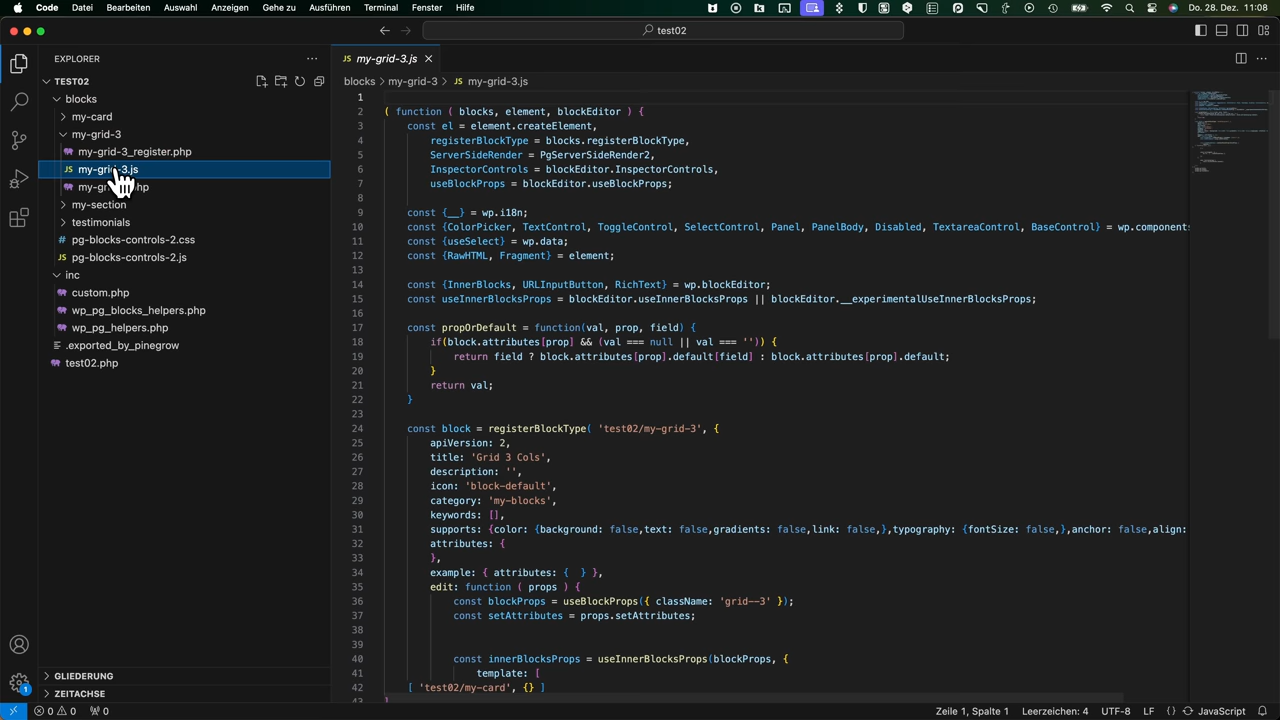 Code Datei Bearbeiten Auswahl Anzeigen Gehe zu Ausführen Terminal Fenster Hilfe Do. 28. Dez. 11:08
test02
EXPLORER
TEST02
blocks
my-card
my-grid-3
my-grid-3_register.php
JS my-grid-3.js
my-section
testimonials
# pg-blocks-controls-2.css
JS pg-blocks-controls-2.js
inc
custom.php
wp_pg_blocks_helpers.php
wp_pg_helpers.php
.exported_by_pinegrow
test02.php
GLIEDERUNG
ZEITACHSE
JS my-grid-3.js
blocks > my-grid-3 > JS my-grid-3.js
1
2 ( function ( blocks, element, blockEditor ) {
3 const el = element.createElement,
4 registerBlockType = blocks.registerBlockType,
5 ServerSideRender = PgServerSideRender2,
6 InspectorControls = blockEditor.InspectorControls,
7 useBlockProps = blockEditor.useBlockProps;
8
9 const {__} = wp.i18n;
10 const {ColorPicker, TextControl, ToggleControl, SelectControl, Panel, PanelBody, Disabled, TextareaControl, BaseControl} = wp.components
11 const {useSelect} = wp.data;
12 const {RawHTML, Fragment} = element;
13
14 const {InnerBlocks, URLInputButton, RichText} = wp.blockEditor;
15 const useInnerBlocksProps = blockEditor.useInnerBlocksProps || blockEditor.__experimentalUseInnerBlocksProps;
16
17 const propOrDefault = function(val, prop, field) {
18 if(block.attributes[prop] && (val === null || val === '')) {
19 return field ? block.attributes[prop].default[field] : block.attributes[prop].default;
20 }
21 return val;
22 }
23
24 const block = registerBlockType( 'test02/my-grid-3', {
25 apiVersion: 2,
26 title: 'Grid 3 Cols',
27 description: '',
28 icon: 'block-default',
29 category: 'my-blocks',
30 keywords: [],
31 supports: {color: {background: false,text: false,gradients: false,link: false,},typography: {fontSize: false,},anchor: false,align:
32 attributes: {
33 },
34 example: { attributes: { } },
35 edit: function ( props ) {
36 const blockProps = useBlockProps({ className: 'grid--3' });
37 const setAttributes = props.setAttributes;
38
39
40 const innerBlocksProps = useInnerBlocksProps(blockProps, {
41 template: [
42 [ 'test02/my-card', {} ]
43 ]
1
0 0 0 Zeile 1, Spalte 1 Leerzeichen: 4 UTF-8 LF {} JavaScript